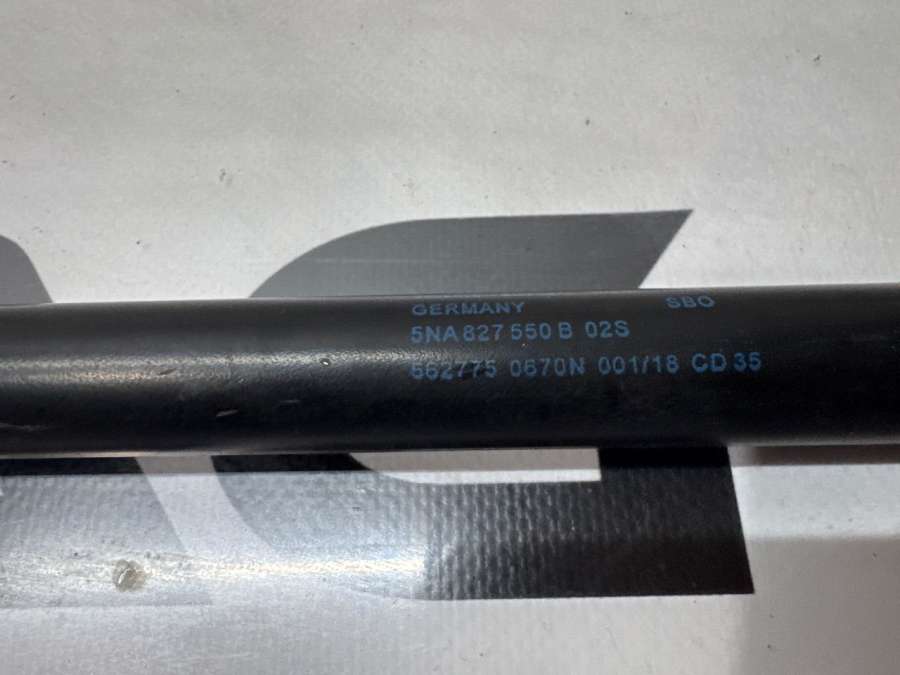 GERMANY SBO
5NA 827 550 B 02S
562775 0670N 001/18 CD 35